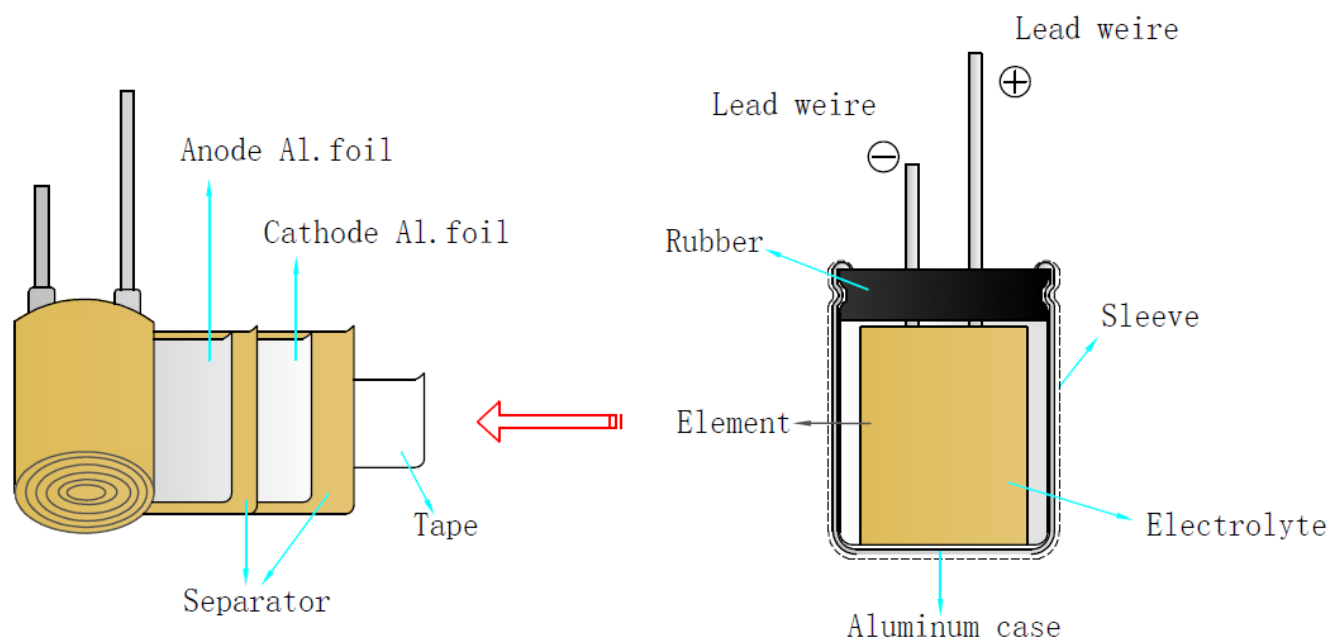 Lead weire
Lead weire
Anode Al.foil
Cathode Al.foil
Rubber
Sleeve
Element
Tape
Electrolyte
Separator
Aluminum case